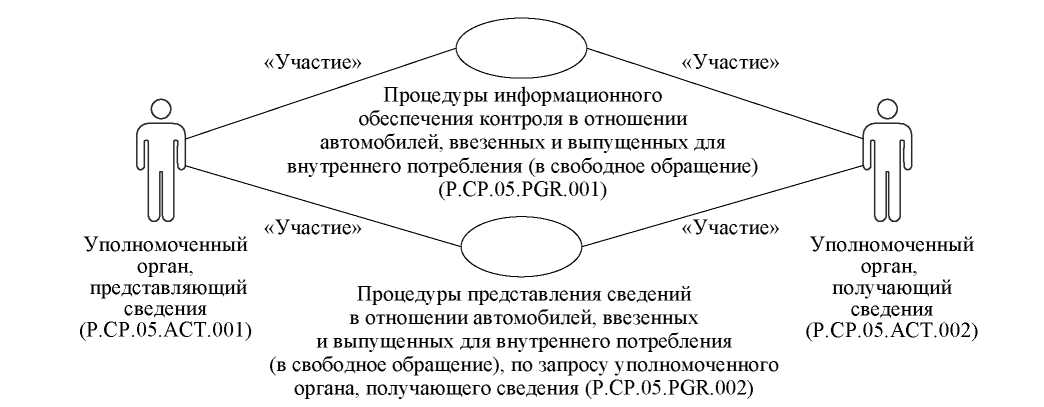 «Участие»
«Участие»
Процедуры информационного
обеспечения контроля в отношении
автомобилей, ввезенных и выпущенных для
внутреннего потребления (в свободное обращение)
(P.CP.05.PGR.001)
«Участие»
«Участие»
Уполномоченный
орган,
представляющий
сведения
(P.CP.05.ACT.001)
Уполномоченный
орган,
получающий
сведения
(P.CP.05.ACT.002)
Процедуры представления сведений
в отношении автомобилей, ввезенных
и выпущенных для внутреннего потребления
(в свободное обращение), по запросу уполномоченного
органа, получающего сведения (P.CP.05.PGR.002)